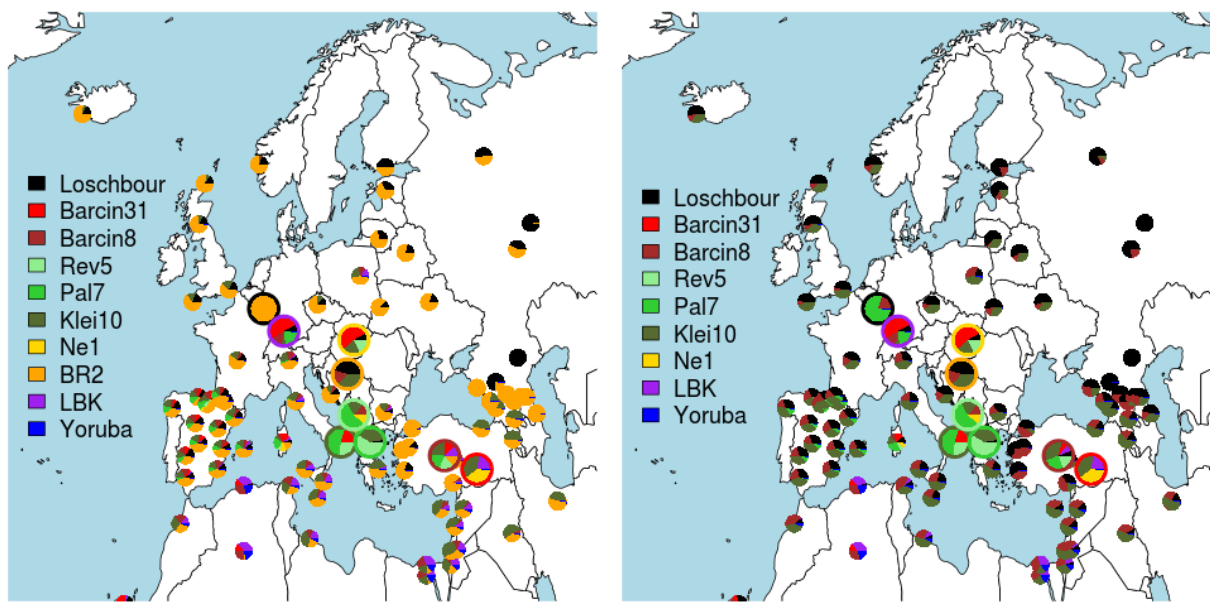 Loschbour
Barcin31
Barcin8
Rev5
Pal7
Klei10
Ne1
BR2
LBK
Yoruba
Loschbour
Barcin31
Barcin8
Rev5
Pal7
Klei10
Ne1
LBK
Yoruba